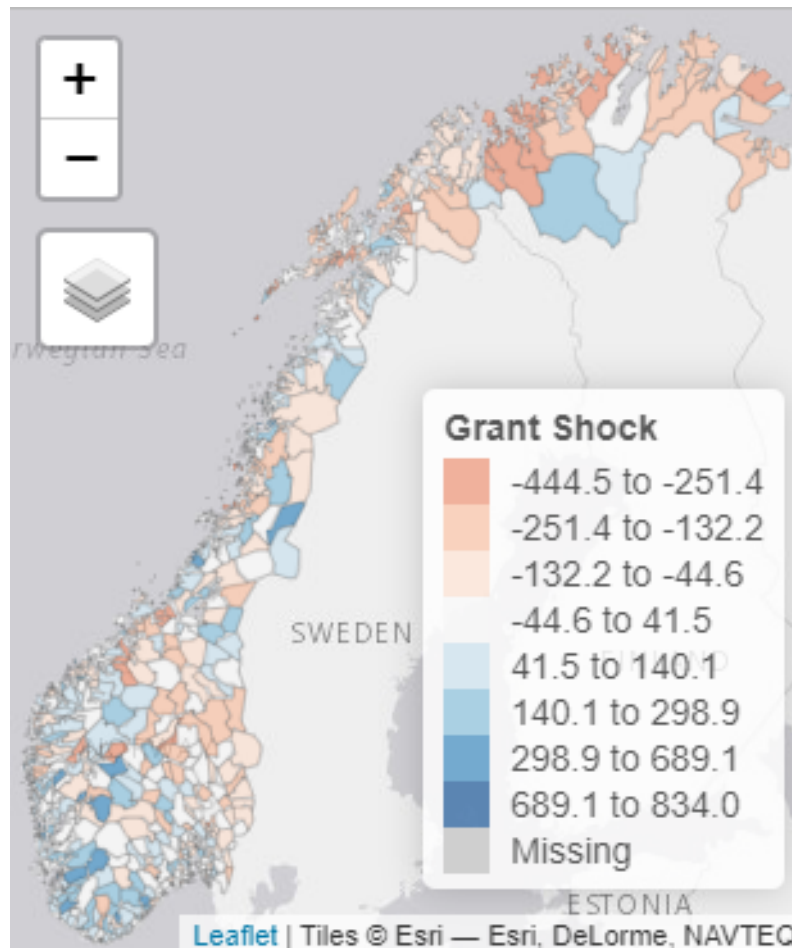 +
−
rwegian Sea
Grant Shock
-444.5 to -251.4
-251.4 to -132.2
-132.2 to -44.6
-44.6 to 41.5
41.5 to 140.1
140.1 to 298.9
298.9 to 689.1
689.1 to 834.0
Missing
SWEDEN
FINLAND
ESTONIA
Leaflet | Tiles © Esri — Esri, DeLorme, NAVTEQ